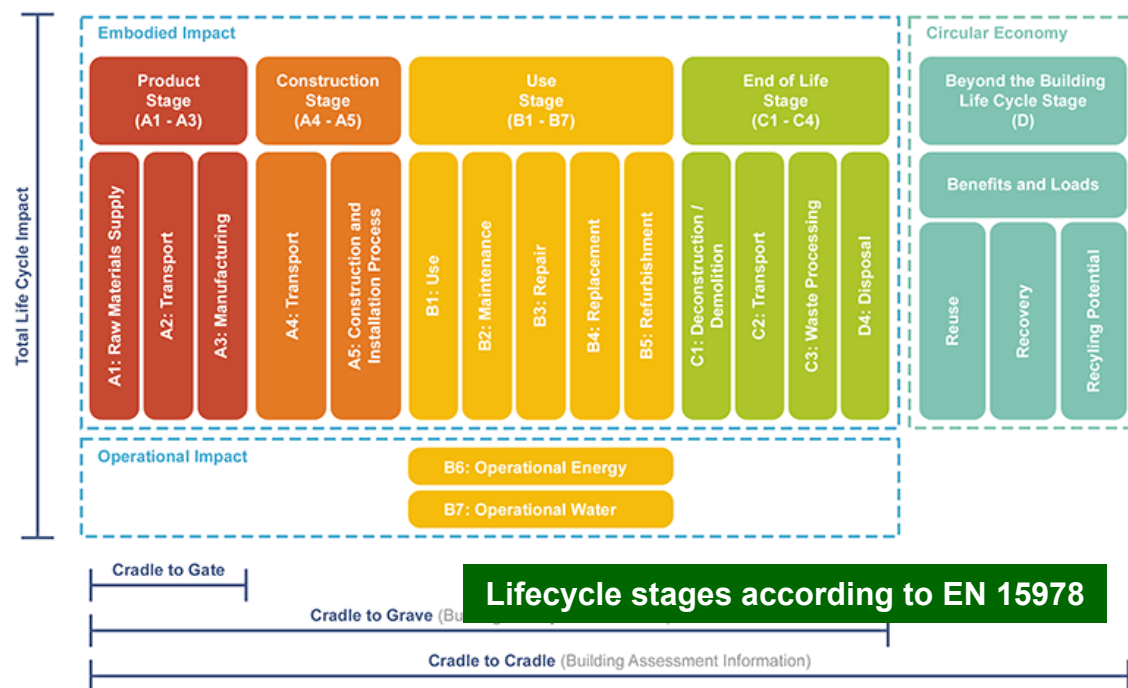 Total Life Cycle Impact
Embodied Impact
Product
Stage
(A1 - A3)
A1: Raw Materials Supply
A2: Transport
A3: Manufacturing
Construction
Stage
(A4 - A5)
A4: Transport
A5: Construction and
Installation Process
Use
Stage
(B1 - B7)
B1: Use
B2: Maintenance
B3: Repair
B4: Replacement
B5: Refurbishment
End of Life
Stage
(C1 - C4)
C1: Deconstruction /
Demolition
C2: Transport
C3: Waste Processing
D4: Disposal
Circular Economy
Beyond the Building
Life Cycle Stage
(D)
Benefits and Loads
Reuse
Recovery
Recyling Potential
Operational Impact
B6: Operational Energy
B7: Operational Water
Cradle to Gate
Lifecycle stages according to EN 15978
Cradle to Grave
Cradle to Cradle (Building Assessment Information)